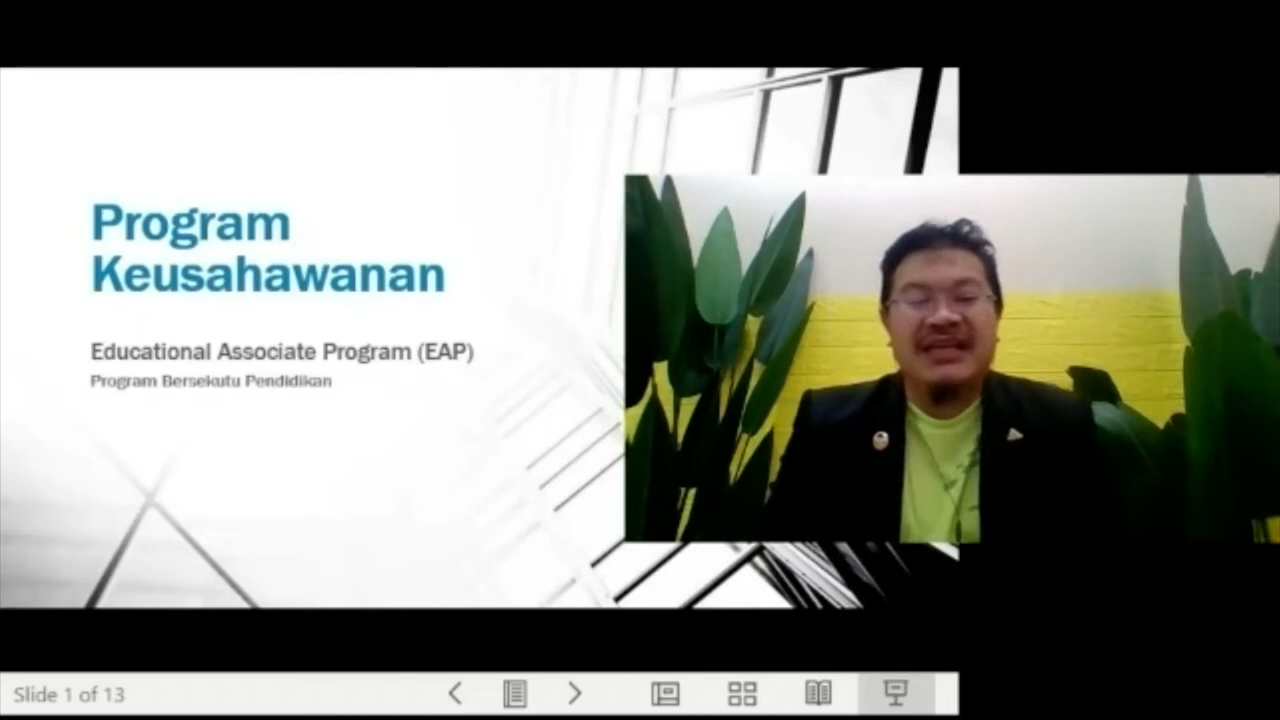 Program
Keusahawanan
Educational Associate Program (EAP)
Program Bersekutu Pendidikan
Slide 1 of 13